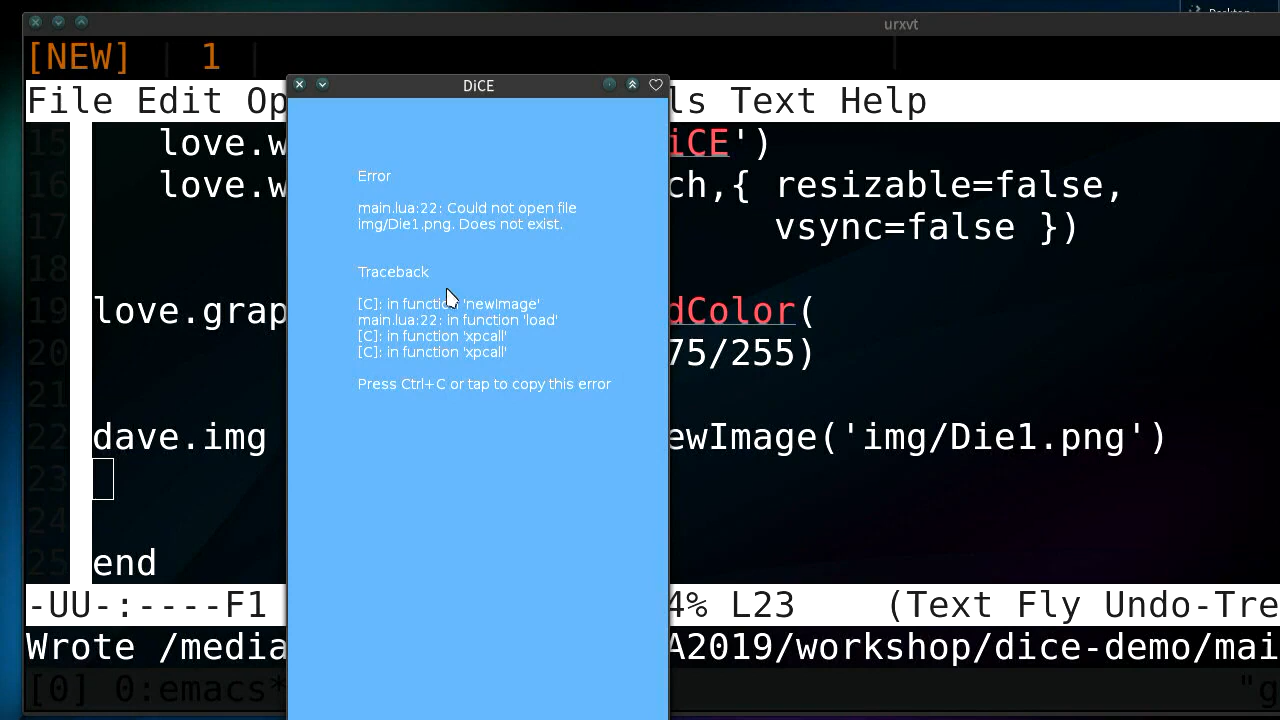 Desktop
urxvt
[NEW] | 1 |
DiCE
File Edit Op ls Text Help
15 love.w iCE')
16 love.w ch,{ resizable=false,
17 vsync=false })
18
19 love.grap dColor(
20 75/255)
21
22 dave.img ewImage('img/Die1.png')
23
24
25 end
Error
main.lua:22: Could not open file
img/Die1.png. Does not exist.
Traceback
[C]: in function 'newImage'
main.lua:22: in function 'load'
[C]: in function 'xpcall'
[C]: in function 'xpcall'
Press Ctrl+C or tap to copy this error
-UU-:----F1 4% L23 (Text Fly Undo-Tre
Wrote /media A2019/workshop/dice-demo/mai
[0] 0:emacs* "g